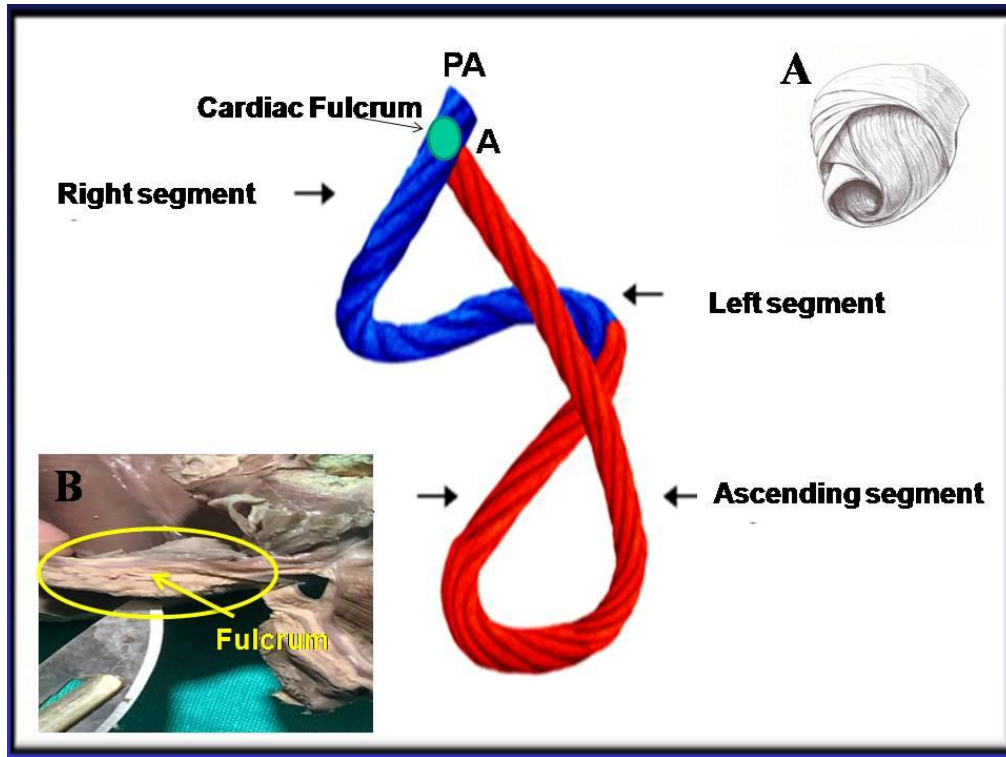 PA
A
Cardiac Fulcrum
A
Right segment
Left segment
B
Ascending segment
Fulcrum